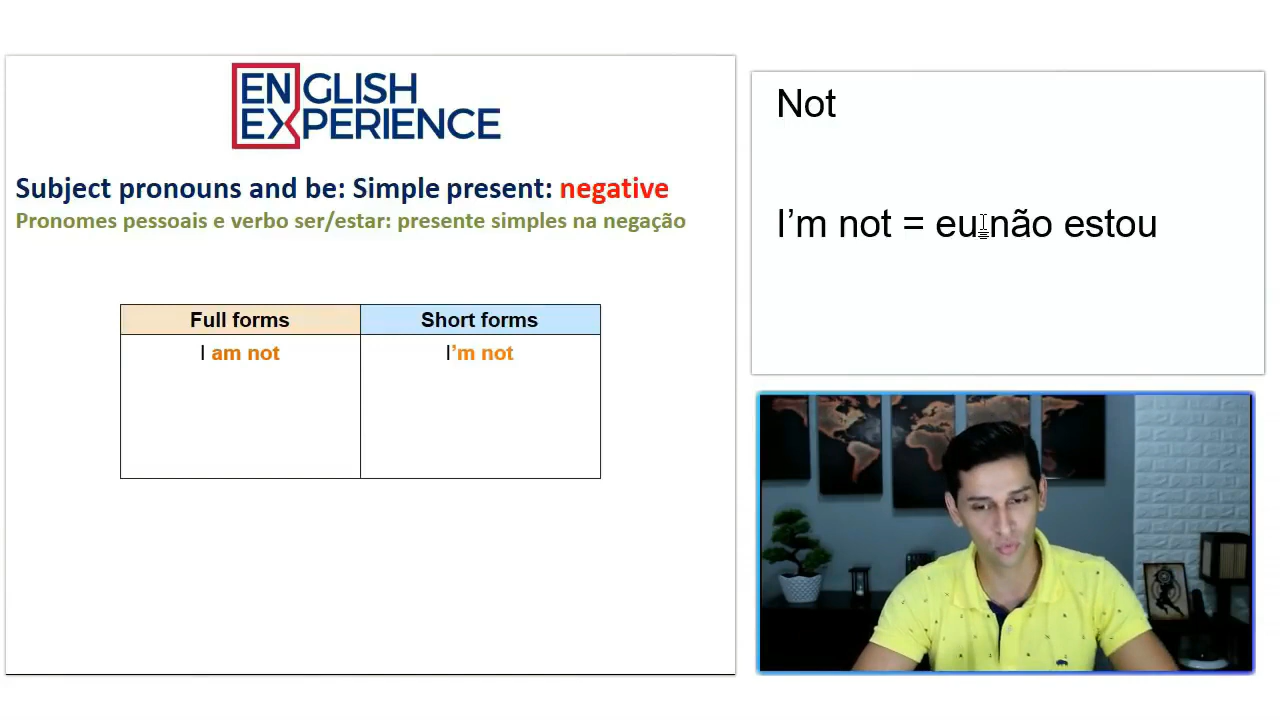 ENGLISH
EXPERIENCE
Subject pronouns and be: Simple present: negative
Pronomes pessoais e verbo ser/estar: presente simples na negação
Full forms
Short forms
I am not
I’m not
Not
I’m not = eu não estou